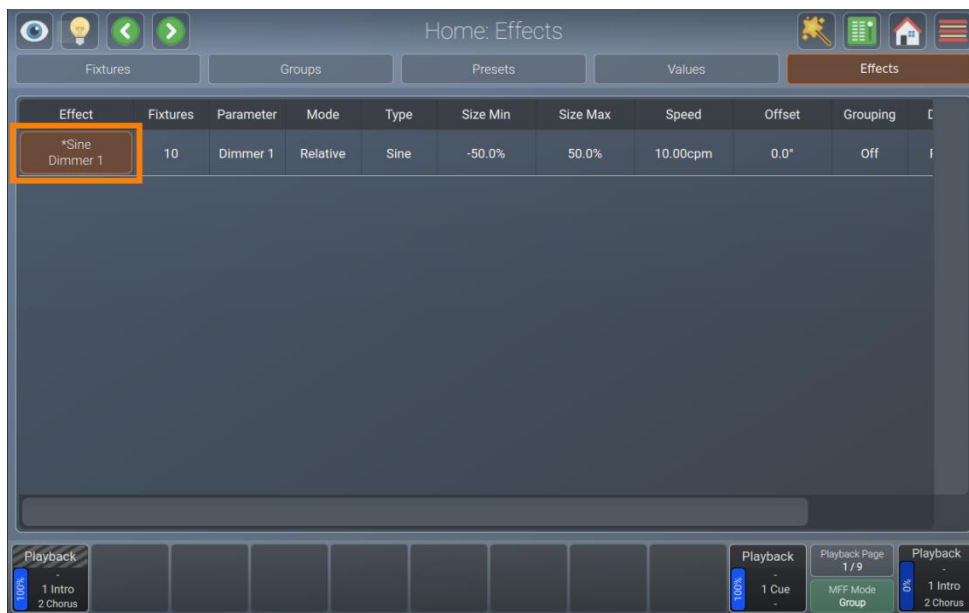 Home: Effects
Fixtures Groups Presets Values Effects
Effect Fixtures Parameter Mode Type Size Min Size Max Speed Offset Grouping
*Sine
Dimmer 1
10 Dimmer 1 Relative Sine -50.0% 50.0% 10.00cpm 0.0° Off
Playback
-
100%
1 Intro
2 Chorus
Playback
-
100%
1 Cue
-
Playback Page
1/9
MFF Mode
Group
Playback
-
0%
1 Intro
2 Chorus